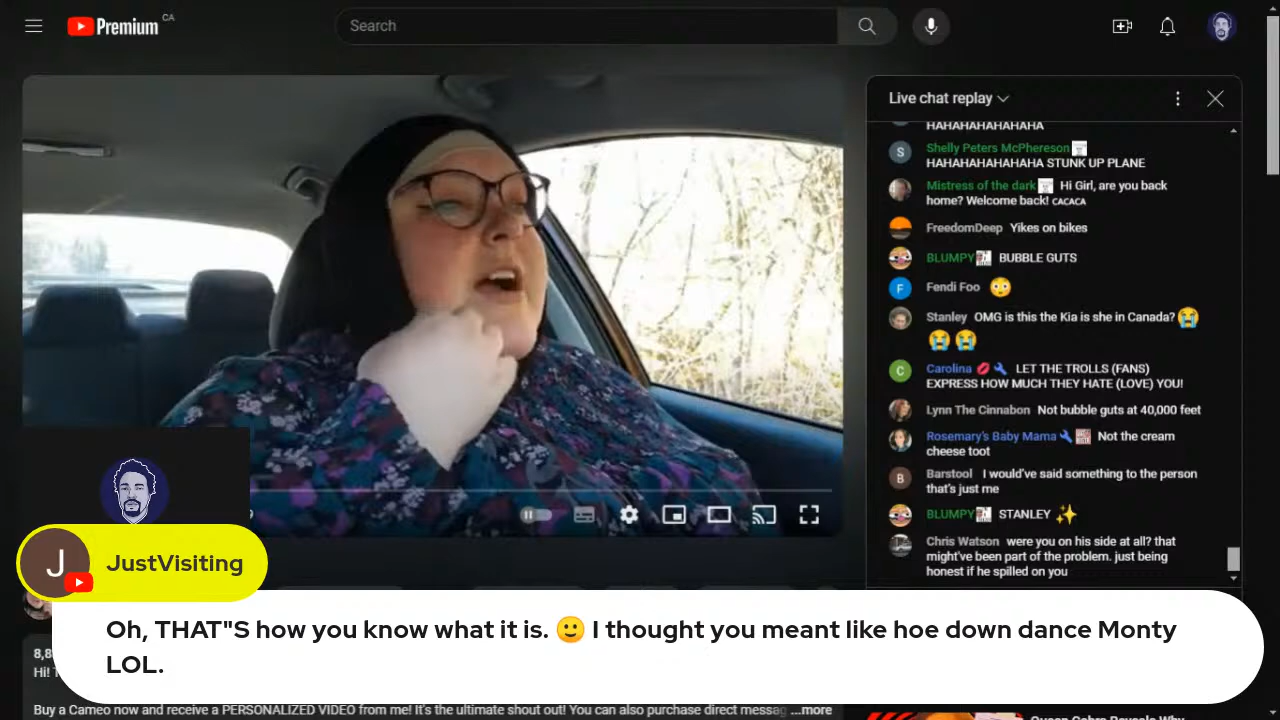 Premium CA
Search
Live chat replay
HAHAHAHAHAHA
S
Shelly Peters McPhereson
HAHAHAHAHAHA STUNK UP PLANE
Mistress of the dark Hi Girl, are you back
home? Welcome back! CACACA
FreedomDeep Yikes on bikes
BLUMPY BUBBLE GUTS
F
Fendi Foo 😳
Stanley OMG is this the Kia is she in Canada? 😭
😭😭
C
Carolina 💋 LET THE TROLLS (FANS)
EXPRESS HOW MUCH THEY HATE (LOVE) YOU!
Lynn The Cinnabon Not bubble guts at 40,000 feet
Rosemary's Baby Mama Not the cream
cheese toot
B
Barstool I would've said something to the person
that's just me
BLUMPY STANLEY ✨
Chris Watson were you on his side at all? that
might've been part of the problem. just being
honest if he spilled on you
J
JustVisiting
Oh, THAT"S how you know what it is. 🙂 I thought you meant like hoe down dance Monty
LOL.
8,8
Hi!
Buy a Cameo now and receive a PERSONALIZED VIDEO from me! It's the ultimate shout out! You can also purchase direct messag ...more